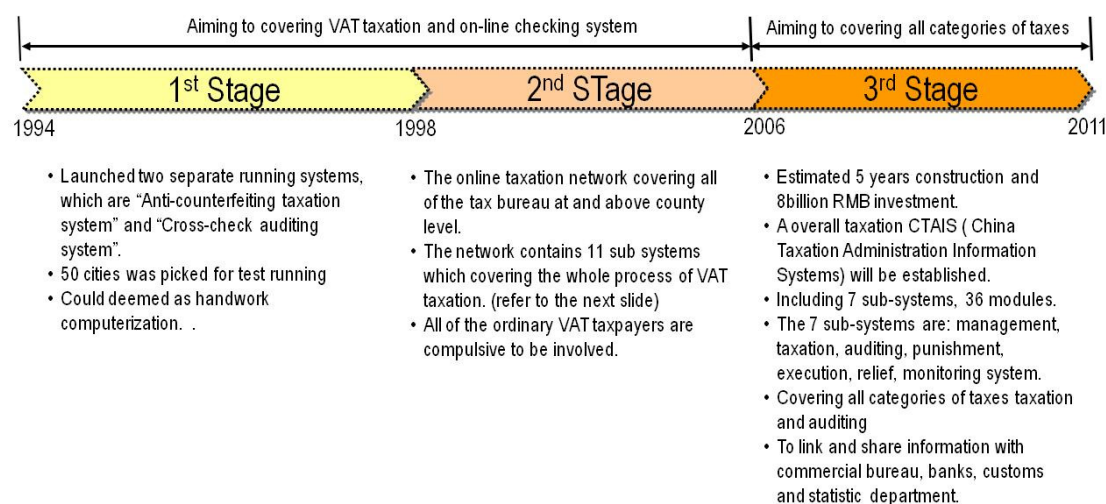 Aiming to covering VAT taxation and on-line checking system
Aiming to covering all categories of taxes
1st Stage
2nd STage
3rd Stage
1994
1998
2006
2011
• Launched two separate running systems,
which are “Anti-counterfeiting taxation
system” and “Cross-check auditing
system”.
• 50 cities was picked for test running
• Could deemed as handwork
computerization. .
• The online taxation network covering all
of the tax bureau at and above county
level.
• The network contains 11 sub systems
which covering the whole process of VAT
taxation. (refer to the next slide)
• All of the ordinary VAT taxpayers are
compulsive to be involved.
• Estimated 5 years construction and
8billion RMB investment.
• A overall taxation CTAIS ( China
Taxation Administration Information
Systems) will be established.
• Including 7 sub-systems, 36 modules.
• The 7 sub-systems are: management,
taxation, auditing, punishment,
execution, relief, monitoring system.
• Covering all categories of taxes taxation
and auditing
• To link and share information with
commercial bureau, banks, customs
and statistic department.